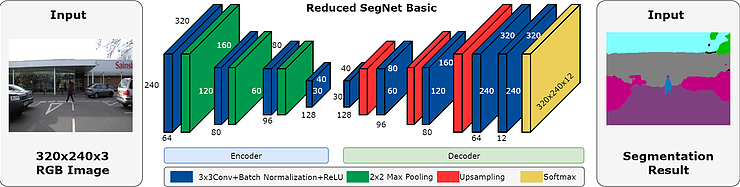 Input
320x240x3
RGB Image
Reduced SegNet Basic
320
240
64
160
120
80
80
60
96
40
30
128
40
30
128
80
60
96
160
120
80
320
240
64
320
240
12
320x240x12
Encoder
Decoder
3x3Conv+Batch Normalization+ReLU
2x2 Max Pooling
Upsampling
Softmax
Input
Segmentation
Result